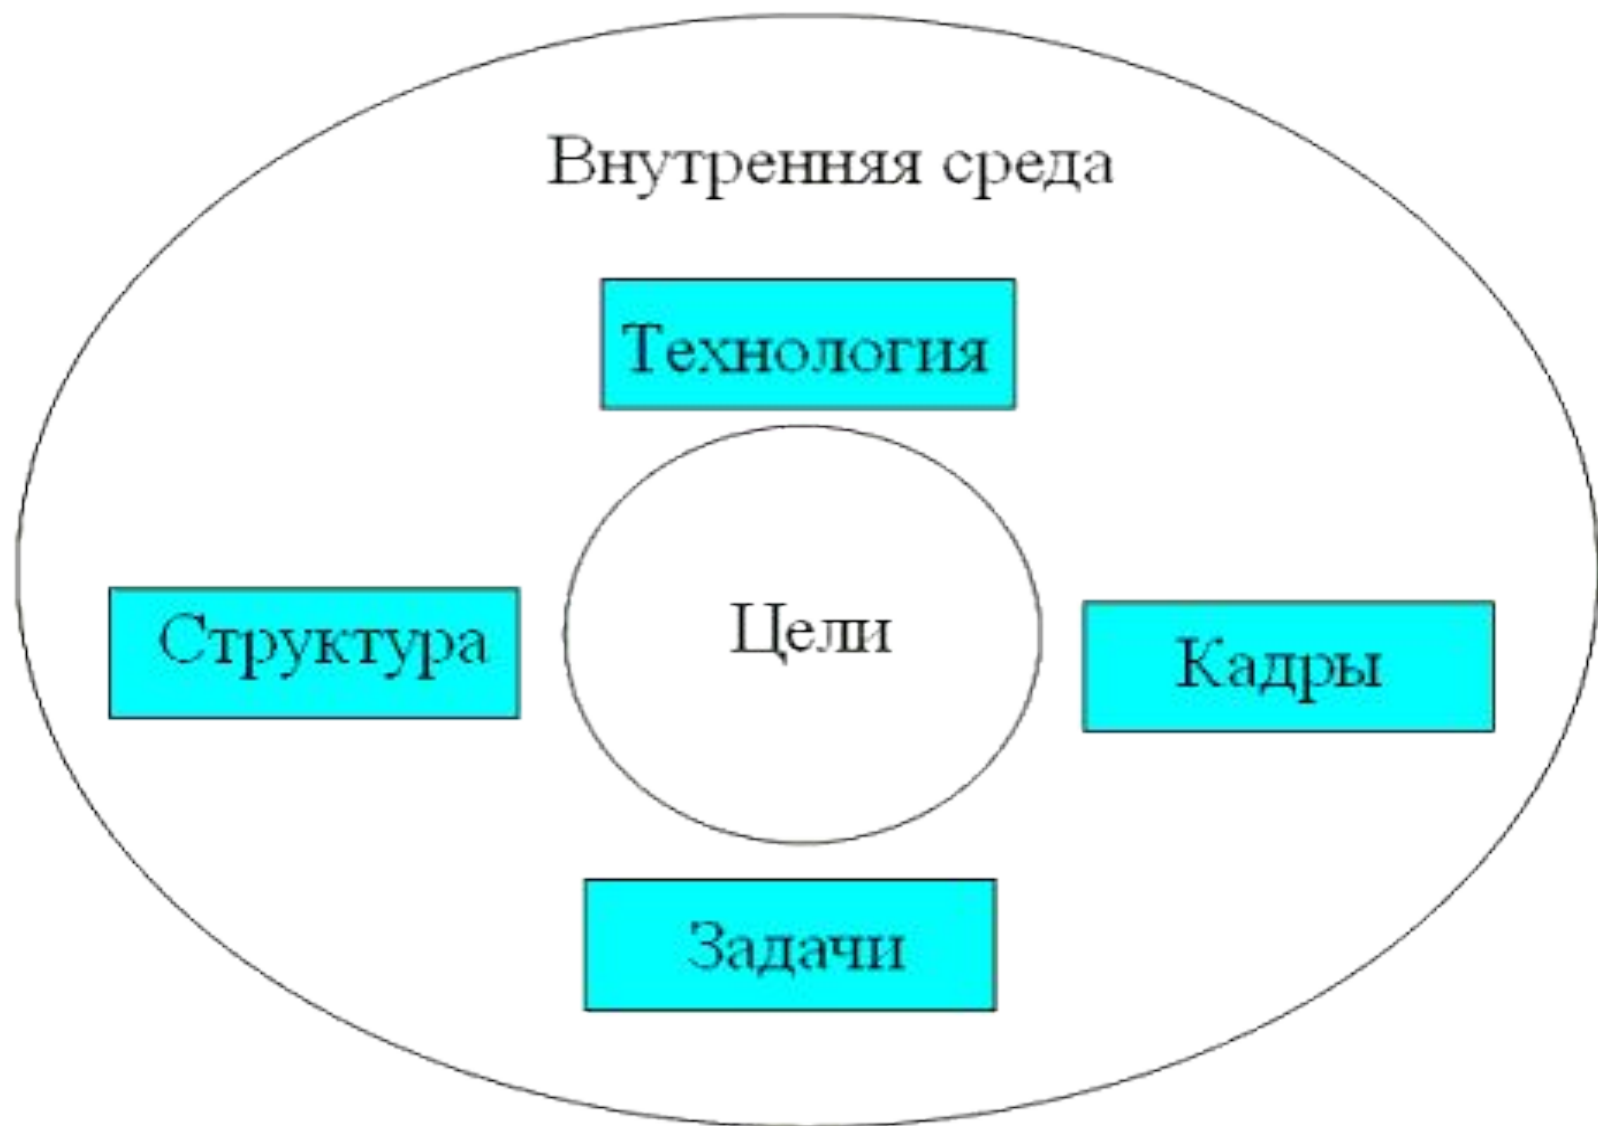 Внутренняя среда
Технология
Структура
Цели
Кадры
Задачи